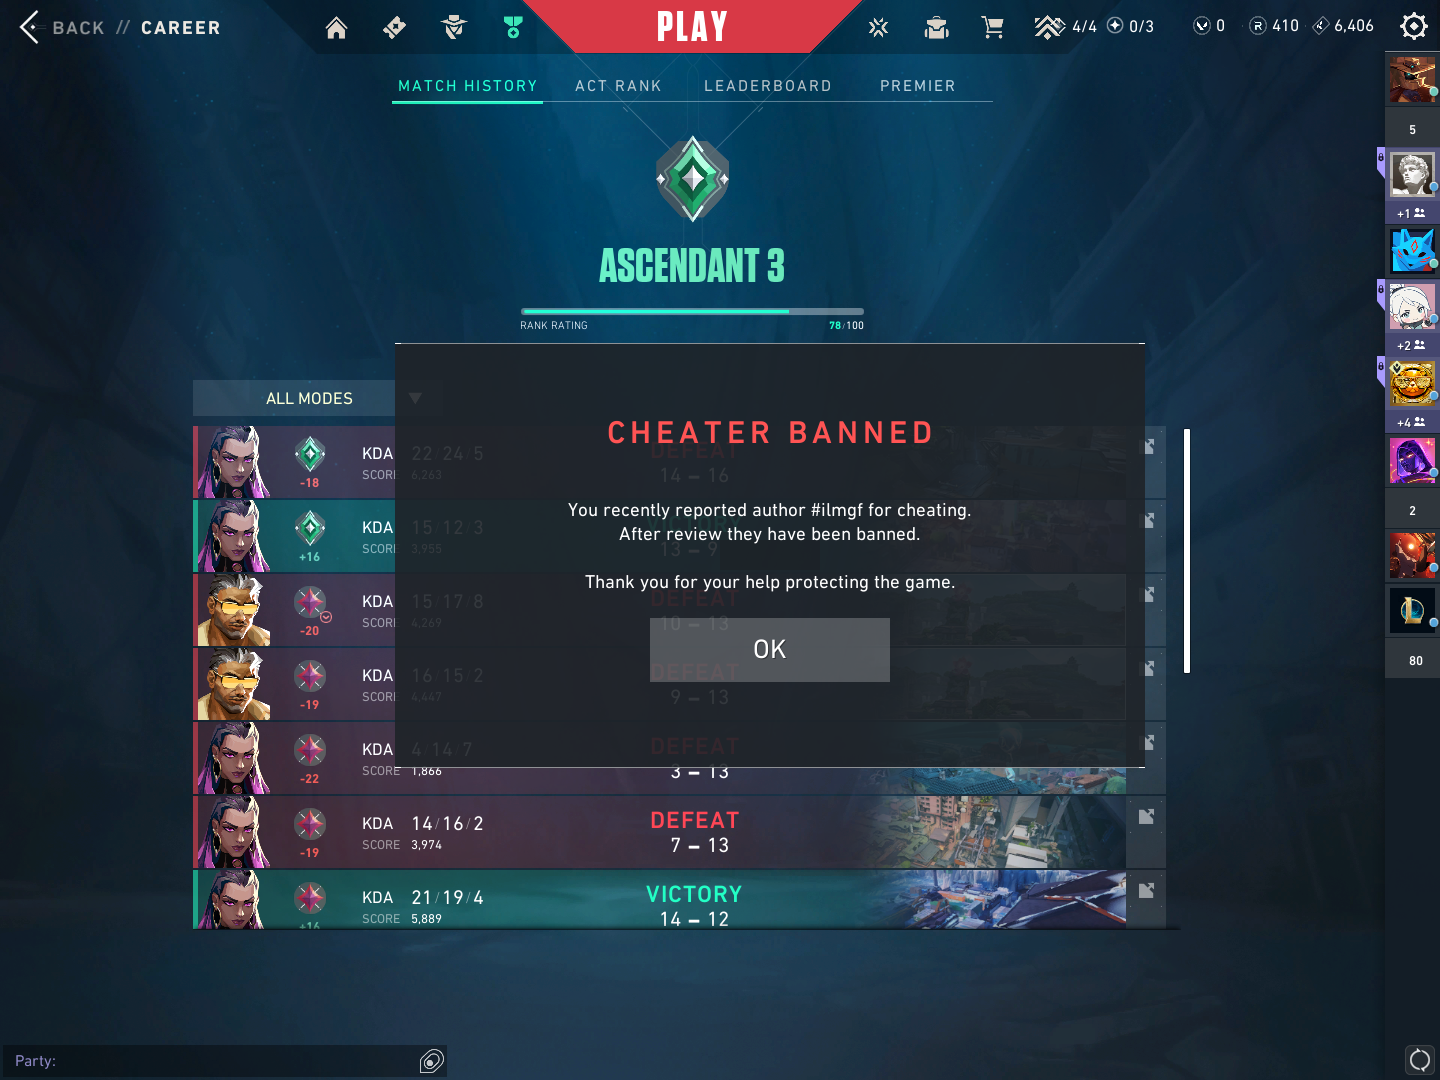 BACK // CAREER
PLAY
4/4 0/3
0 410 6,406
MATCH HISTORY ACT RANK LEADERBOARD PREMIER
5
+1
ASCENDANT 3
RANK RATING 78/100
+2
ALL MODES
+4
CHEATER BANNED
You recently reported author #ilmgf for cheating.
After review they have been banned.
Thank you for your help protecting the game.
OK
KDA 22/24/5 DEFEAT
-18 SCORE 6,263 14 – 16
KDA 15/12/3 VICTORY
+16 SCORE 3,955 13 – 9
2
KDA 15/17/8 DEFEAT
-20 SCORE 4,269 10 – 13
KDA 16/15/2 DEFEAT
-19 SCORE 4,447 9 – 13
80
KDA 4/14/7 DEFEAT
-22 SCORE 1,866 3 – 13
KDA 14/16/2 DEFEAT
-19 SCORE 3,974 7 – 13
KDA 21/19/4 VICTORY
+16 SCORE 5,889 14 – 12
Party: